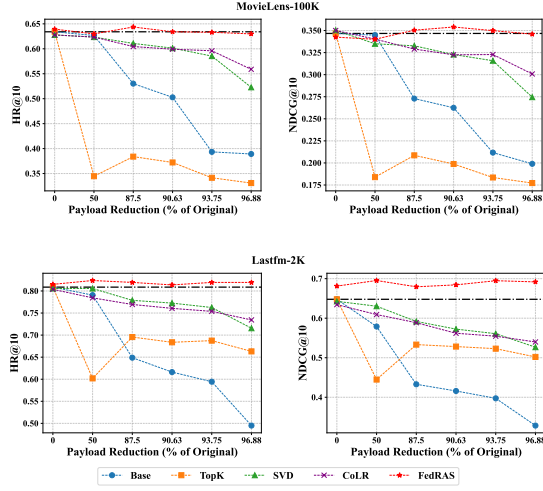 MovieLens-100K
HR@10
0.65
0.60
0.55
0.50
0.45
0.40
0.35
0 50 87.5 90.63 93.75 96.88
Payload Reduction (% of Original)
NDCG@10
0.350
0.325
0.300
0.275
0.250
0.225
0.200
0.175
0 50 87.5 90.63 93.75 96.88
Payload Reduction (% of Original)
Lastfm-2K
HR@10
0.80
0.75
0.70
0.65
0.60
0.55
0.50
0 50 87.5 90.63 93.75 96.88
Payload Reduction (% of Original)
NDCG@10
0.7
0.6
0.5
0.4
0 50 87.5 90.63 93.75 96.88
Payload Reduction (% of Original)
Base TopK SVD CoLR FedRAS